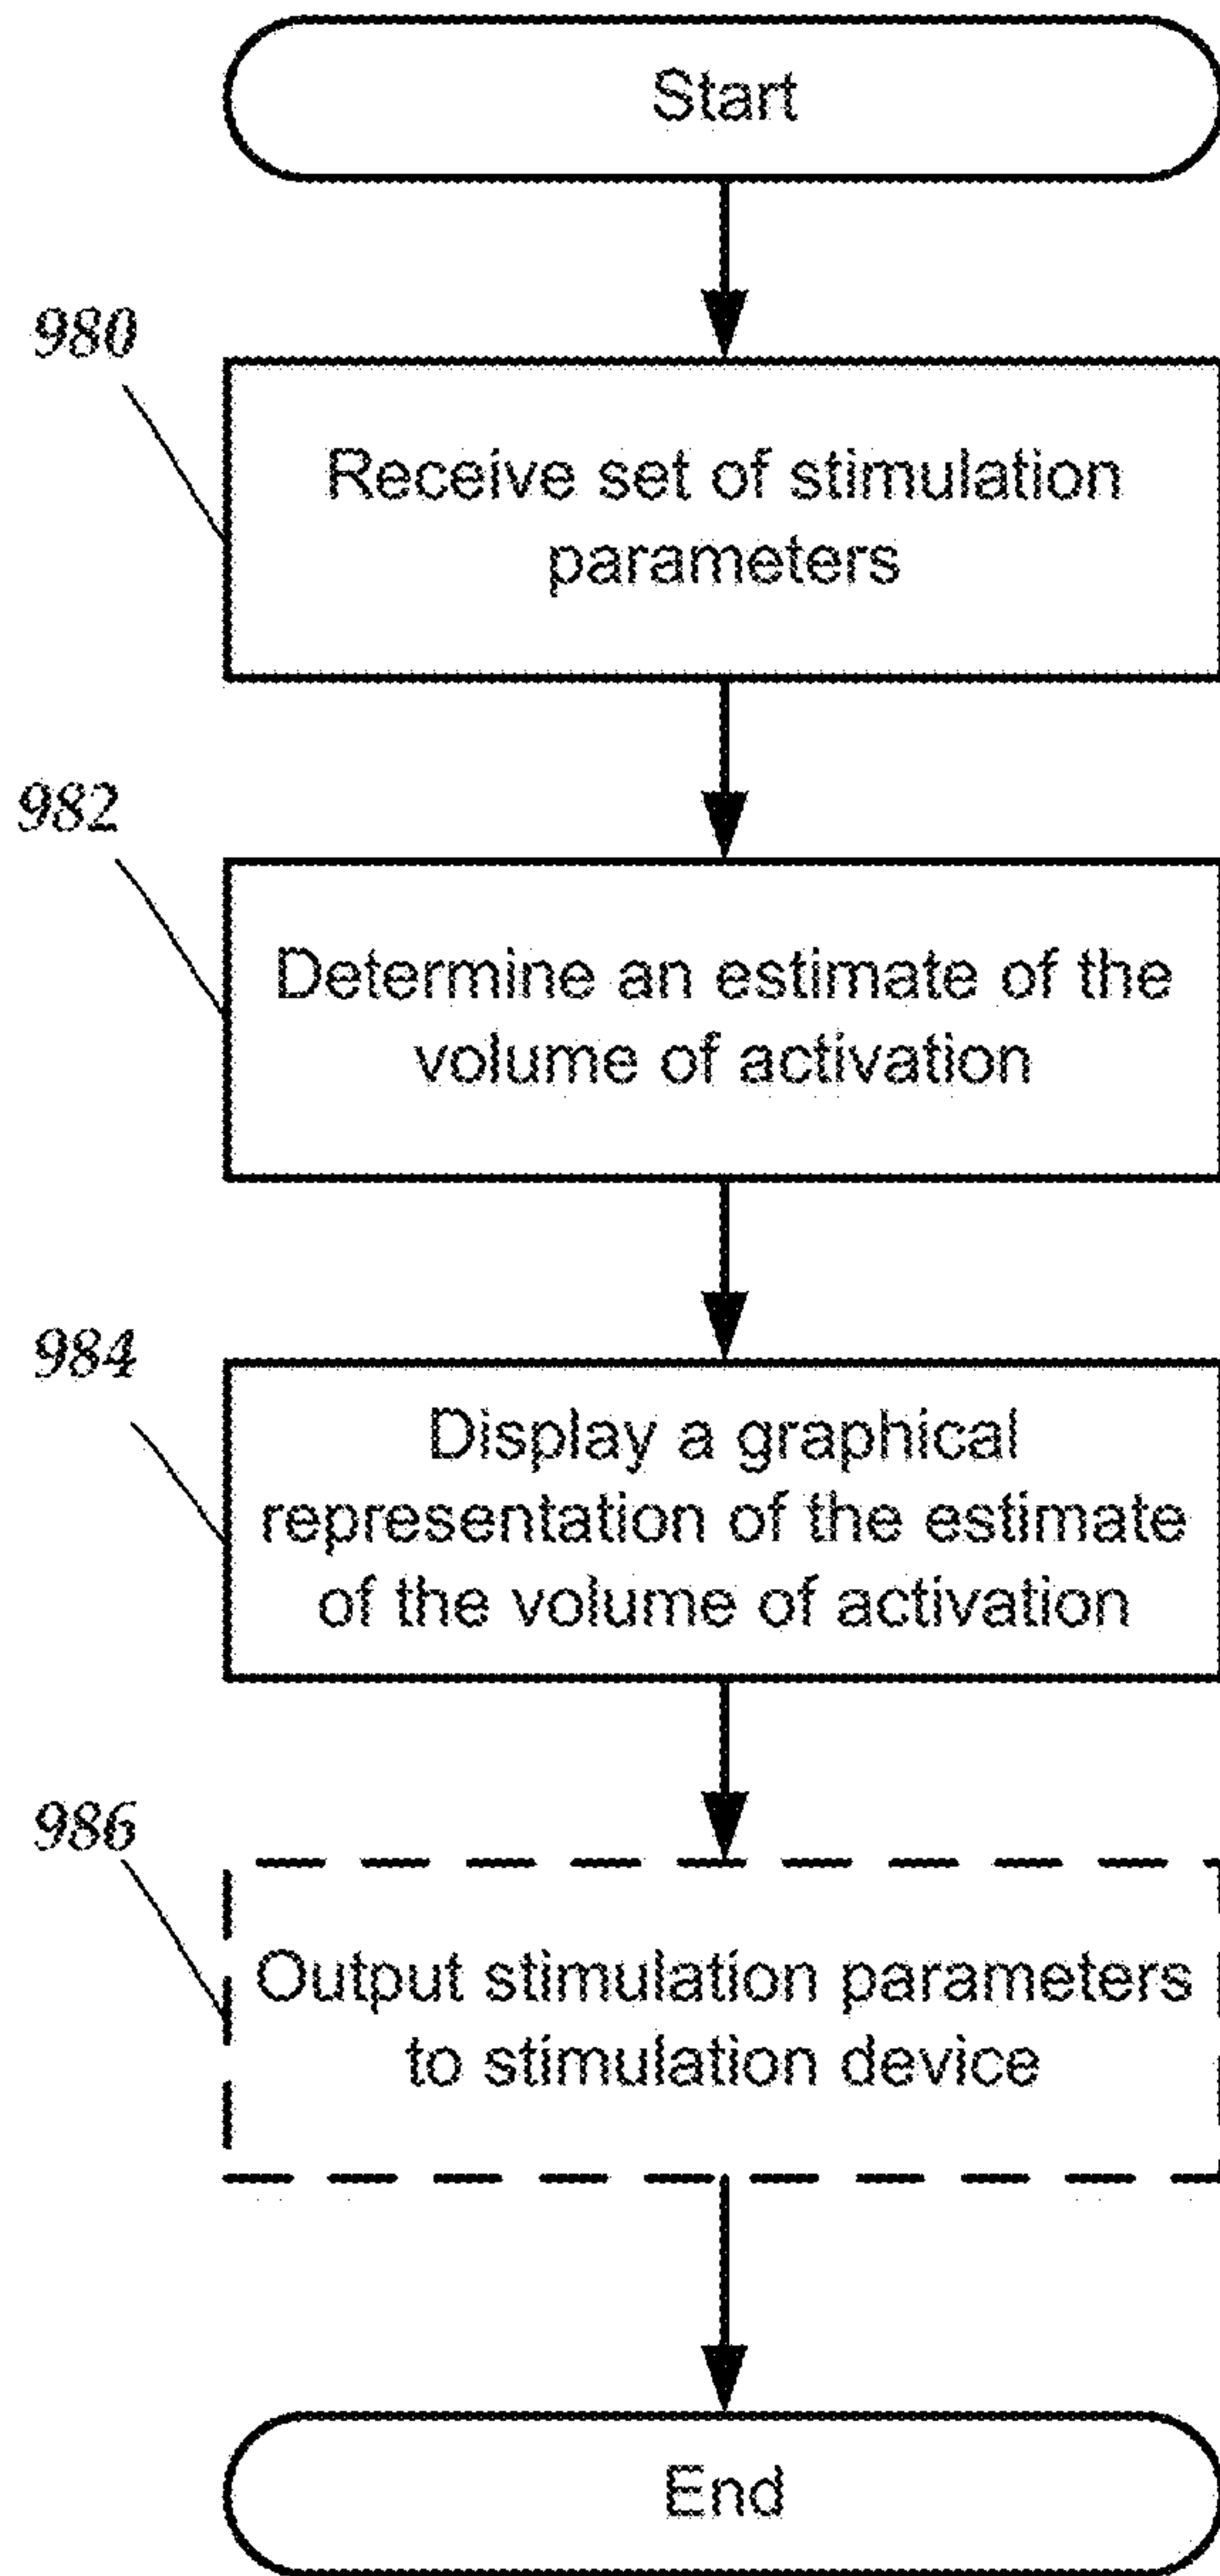 Start
980
Receive set of stimulation
parameters
982
Determine an estimate of the
volume of activation
984
Display a graphical
representation of the estimate
of the volume of activation
986
Output stimulation parameters
to stimulation device
End